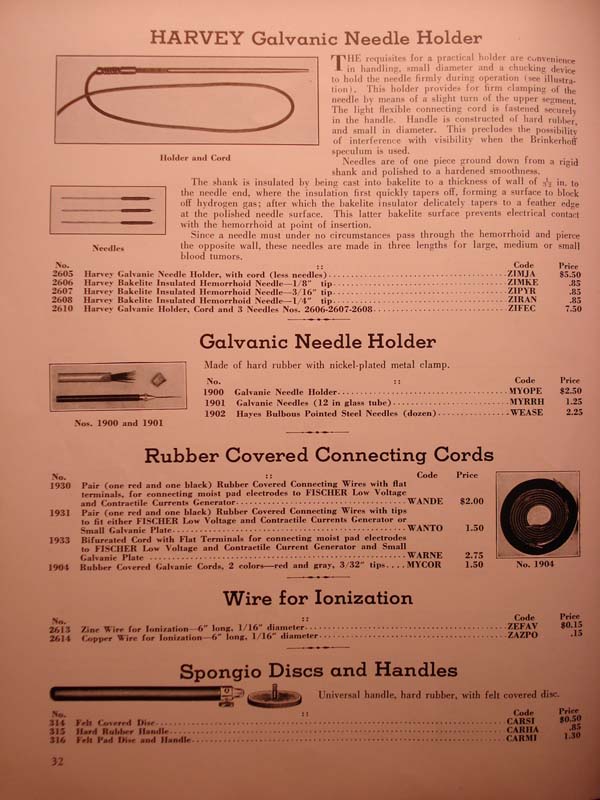 HARVEY Galvanic Needle Holder
THE requisites for a practical holder are convenience
in handling, small diameter and a chucking device
to hold the needle firmly during operation (see illustra-
tion). This holder provides for firm clamping of the
needle by means of a slight turn of the upper segment.
The light flexible connecting cord is fastened securely
in the handle. Handle is constructed of hard rubber,
and small in diameter. This precludes the possibility
of interference with visibility when the Brinkerhoff
speculum is used.
Holder and Cord
Needles are of one piece ground down from a rigid
shank and polished to a hardened smoothness.
The shank is insulated by being cast into bakelite to a thickness of wall of 3/32 in. to
the needle end, where the insulation first quickly tapers off, forming a surface to block
off hydrogen gas; after which the bakelite insulator delicately tapers to a feather edge
at the polished needle surface. This latter bakelite surface prevents electrical contact
with the hemorrhoid at point of insertion.
Since a needle must under no circumstances pass through the hemorrhoid and pierce
the opposite wall, these needles are made in three lengths for large, medium or small
blood tumors.
Needles
No. :: Code Price
2605 Harvey Galvanic Needle Holder, with cord (less needles) ZIMJA $5.50
2606 Harvey Bakelite Insulated Hemorrhoid Needle—1/8" tip ZIMKE .85
2607 Harvey Bakelite Insulated Hemorrhoid Needle—3/16" tip ZIPYR .85
2608 Harvey Bakelite Insulated Hemorrhoid Needle—1/4" tip ZIRAN .85
2610 Harvey Galvanic Holder, Cord and 3 Needles Nos. 2606-2607-2608 ZIFEC 7.50
Galvanic Needle Holder
Made of hard rubber with nickel-plated metal clamp.
No. :: Code Price
1900 Galvanic Needle Holder MYOPE $2.50
1901 Galvanic Needles (12 in glass tube) MYRRH 1.25
1902 Hayes Bulbous Pointed Steel Needles (dozen) WEASE 2.25
Nos. 1900 and 1901
Rubber Covered Connecting Cords
No. :: Code Price
1930 Pair (one red and one black) Rubber Covered Connecting Wires with flat
terminals, for connecting moist pad electrodes to FISCHER Low Voltage
and Contractile Currents Generator WANDE $2.00
1931 Pair (one red and one black) Rubber Covered Connecting Wires with tips
to fit either FISCHER Low Voltage and Contractile Currents Generator or
Small Galvanic Plate WANTO 1.50
1933 Bifureated Cord with Flat Terminals for connecting moist pad electrodes
to FISCHER Low Voltage and Contractile Current Generator and Small
Galvanic Plate WARNE 2.75
1904 Rubber Covered Galvanic Cords, 2 colors—red and gray, 3/32" tips MYCOR 1.50
No. 1904
Wire for Ionization
No. :: Code Price
2613 Zinc Wire for Ionization—6" long, 1/16" diameter ZEFAV $0.15
2614 Copper Wire for Ionization—6" long, 1/16" diameter ZAZPO .15
Spongio Discs and Handles
Universal handle, hard rubber, with felt covered disc.
No. :: Code Price
314 Felt Covered Disc CARSI $0.50
315 Hard Rubber Handle CARHA .85
316 Felt Pad Disc and Handle CARMI 1.30
32